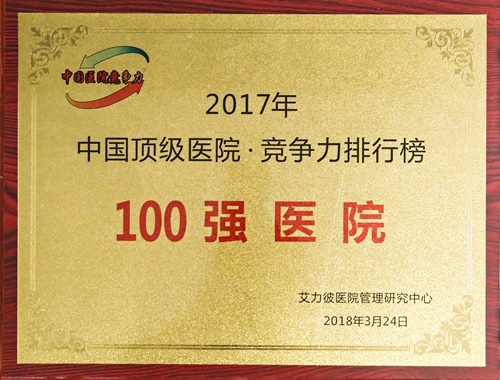 中国医院竞争力
2017年
中国顶级医院·竞争力排行榜
100强医院
艾力彼医院管理研究中心
2018年3月24日